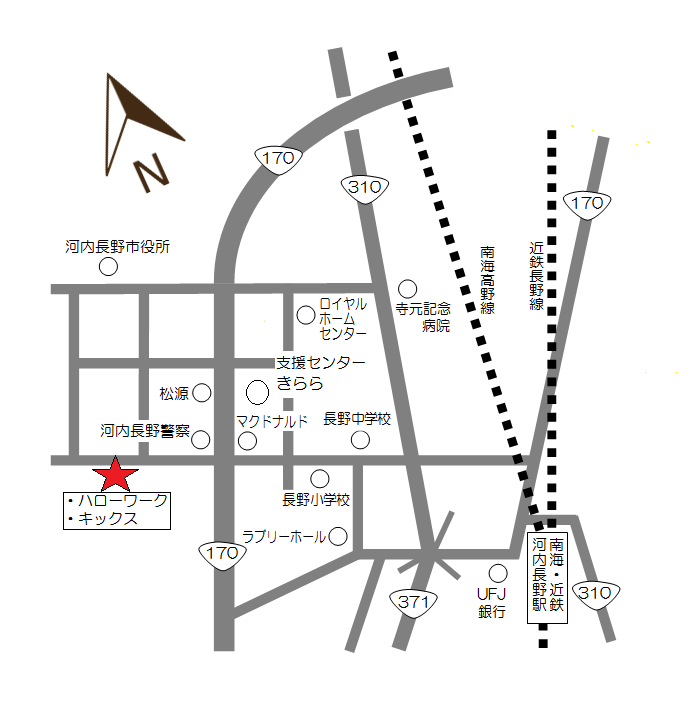 N
170
310
170
河内長野市役所
南海高野線
近鉄長野線
ロイヤル
ホーム
センター
寺元記念
病院
支援センター
きらら
松源
マクドナルド
長野中学校
河内長野警察
・ハローワーク
・キックス
長野小学校
ラブリーホール
170
南海・近鉄
河内長野駅
UFJ
銀行
371
310